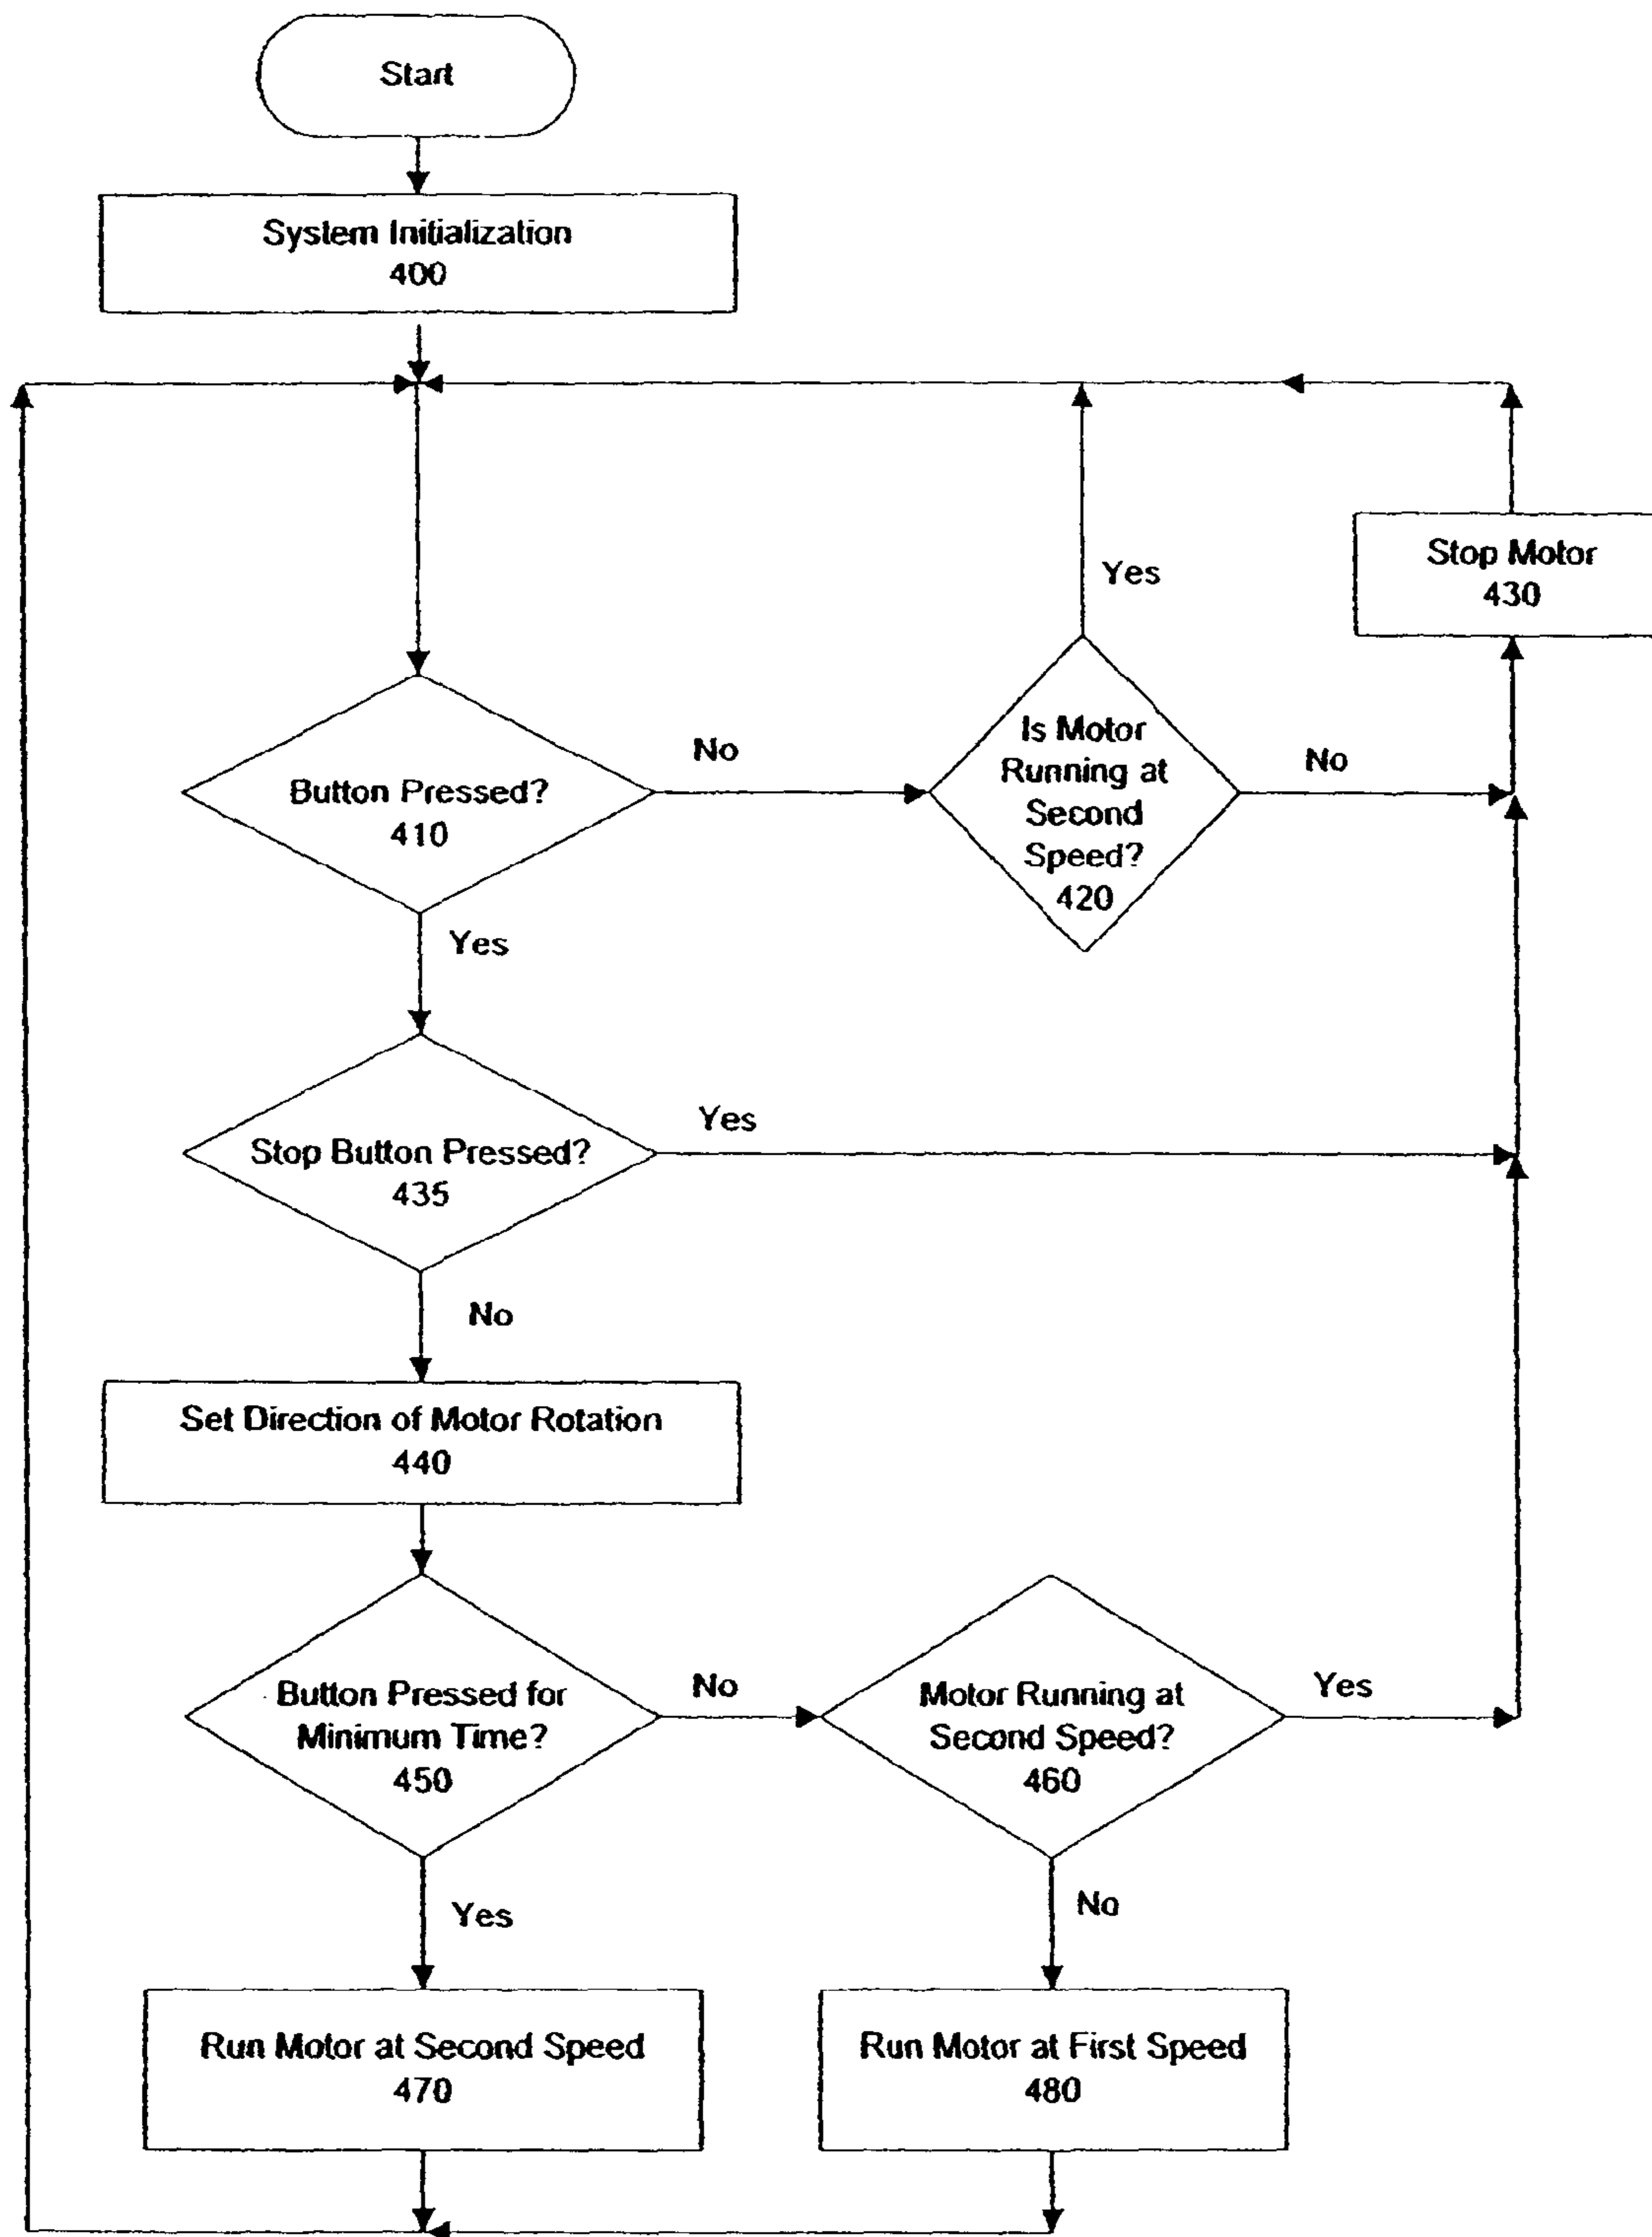 Start
System Initialization
400
Yes
Stop Motor
430
Button Pressed?
410
No
Is Motor
Running at
Second
Speed?
420
No
Yes
Stop Button Pressed?
435
Yes
No
Set Direction of Motor Rotation
440
Button Pressed for
Minimum Time?
450
No
Motor Running at
Second Speed?
460
Yes
Yes
No
Run Motor at Second Speed
470
Run Motor at First Speed
480